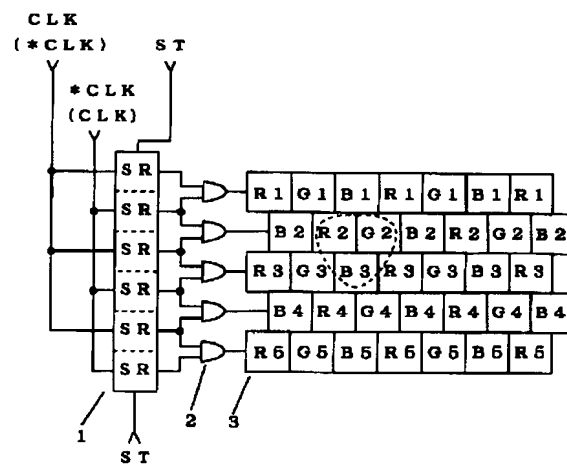 CLK
(*CLK)
ST
*CLK
(CLK)
SR
SR
SR
SR
SR
SR
R1 G1 B1 R1 G1 B1 R1
B2 R2 G2 B2 R2 G2 B2
R3 G3 B3 R3 G3 B3 R3
B4 R4 G4 B4 R4 G4 B4
R5 G5 B5 R5 G5 B5 R5
1
2
3
ST